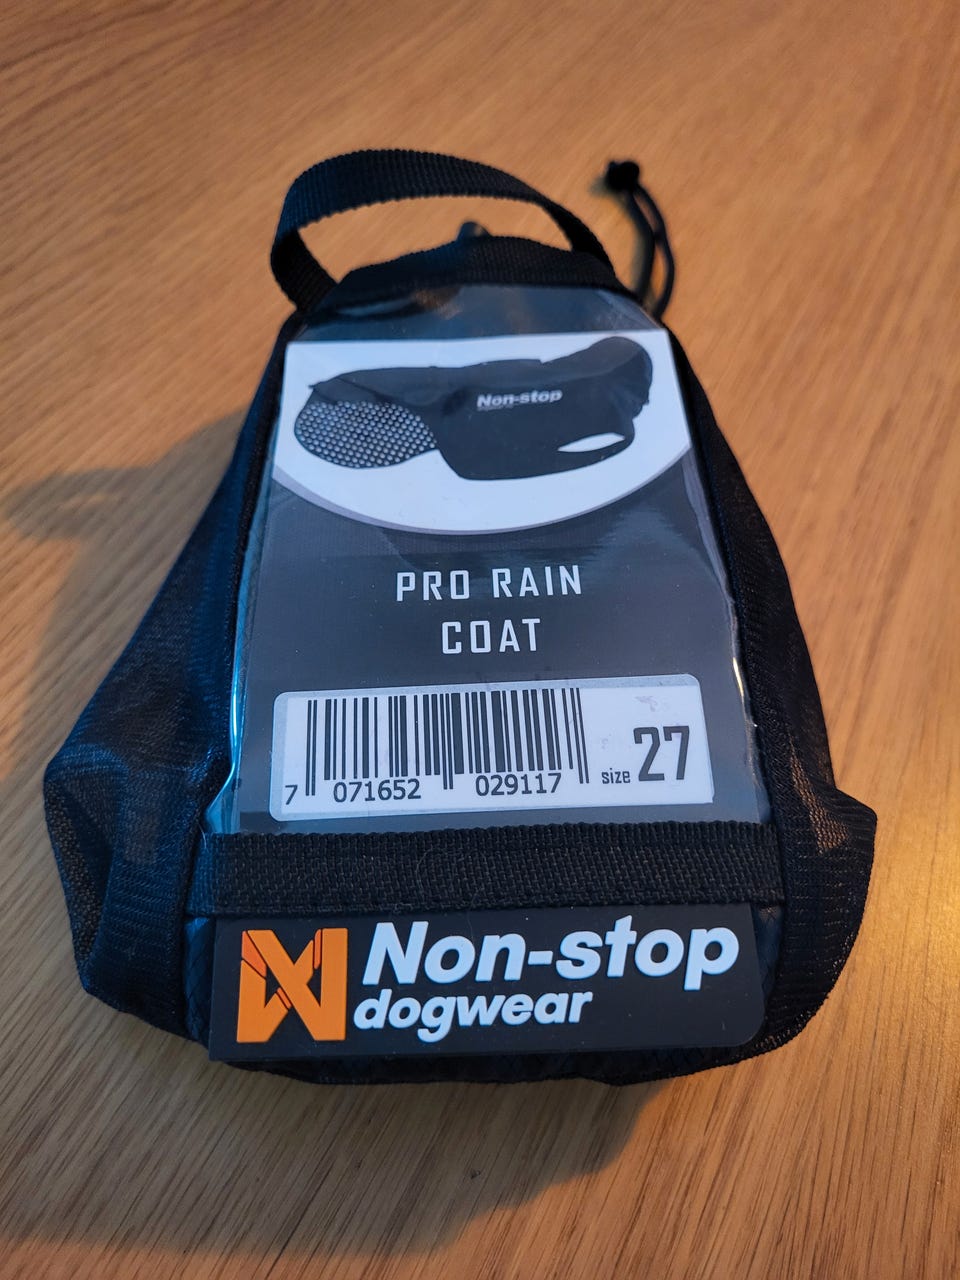 Non-stop
PRO RAIN
COAT
7 071652 029117
size 27
Non-stop
dogwear